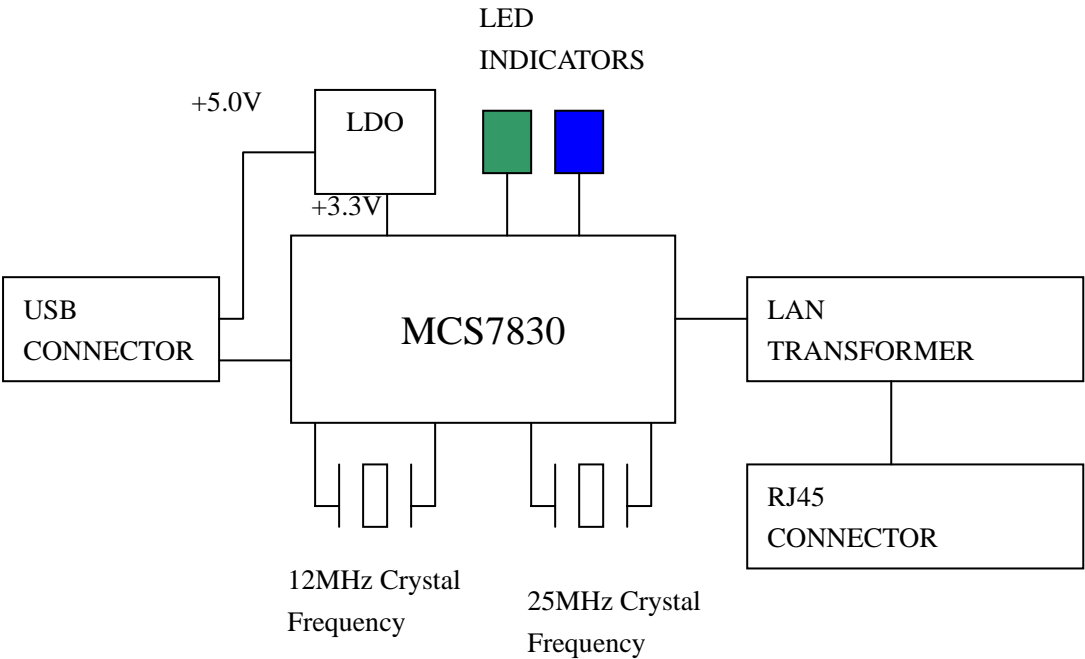 LED
INDICATORS
+5.0V
LDO
+3.3V
USB
CONNECTOR
MCS7830
LAN
TRANSFORMER
RJ45
CONNECTOR
12MHz Crystal
Frequency
25MHz Crystal
Frequency